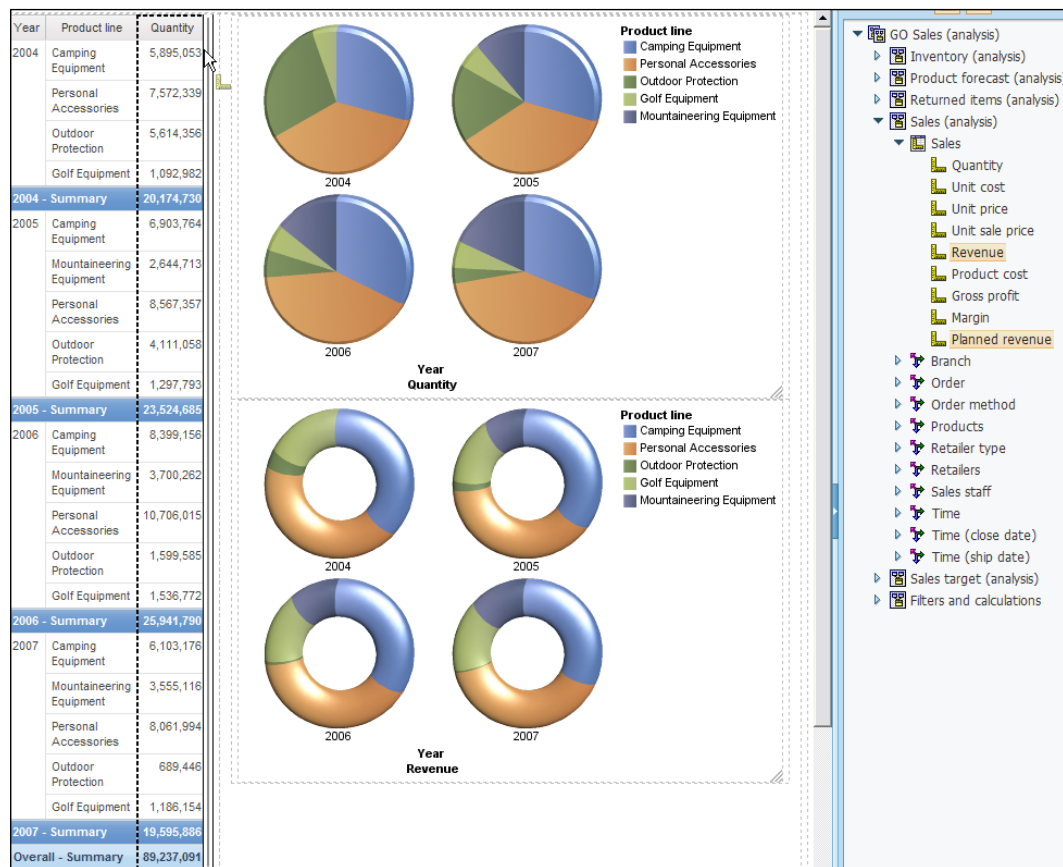 Year Product line Quantity
2004 Camping Equipment 5,895,053
Personal Accessories 7,572,339
Outdoor Protection 5,614,356
Golf Equipment 1,092,982
2004 - Summary 20,174,730
2005 Camping Equipment 6,903,764
Mountaineering Equipment 2,644,713
Personal Accessories 8,567,357
Outdoor Protection 4,111,058
Golf Equipment 1,297,793
2005 - Summary 23,524,685
2006 Camping Equipment 8,399,156
Mountaineering Equipment 3,700,262
Personal Accessories 10,706,015
Outdoor Protection 1,599,585
Golf Equipment 1,536,772
2006 - Summary 25,941,790
2007 Camping Equipment 6,103,176
Mountaineering Equipment 3,555,116
Personal Accessories 8,061,994
Outdoor Protection 689,446
Golf Equipment 1,186,154
2007 - Summary 19,595,886
Overall - Summary 89,237,091
Product line
Camping Equipment
Personal Accessories
Outdoor Protection
Golf Equipment
Mountaineering Equipment
2004 2005
2006 2007
Year
Quantity
Product line
Camping Equipment
Personal Accessories
Outdoor Protection
Golf Equipment
Mountaineering Equipment
2004 2005
2006 2007
Year
Revenue
GO Sales (analysis)
Inventory (analysis)
Product forecast (analysis
Returned items (analysis)
Sales (analysis)
Sales
Quantity
Unit cost
Unit price
Unit sale price
Revenue
Product cost
Gross profit
Margin
Planned revenue
Branch
Order
Order method
Products
Retailer type
Retailers
Sales staff
Time
Time (close date)
Time (ship date)
Sales target (analysis)
Filters and calculations